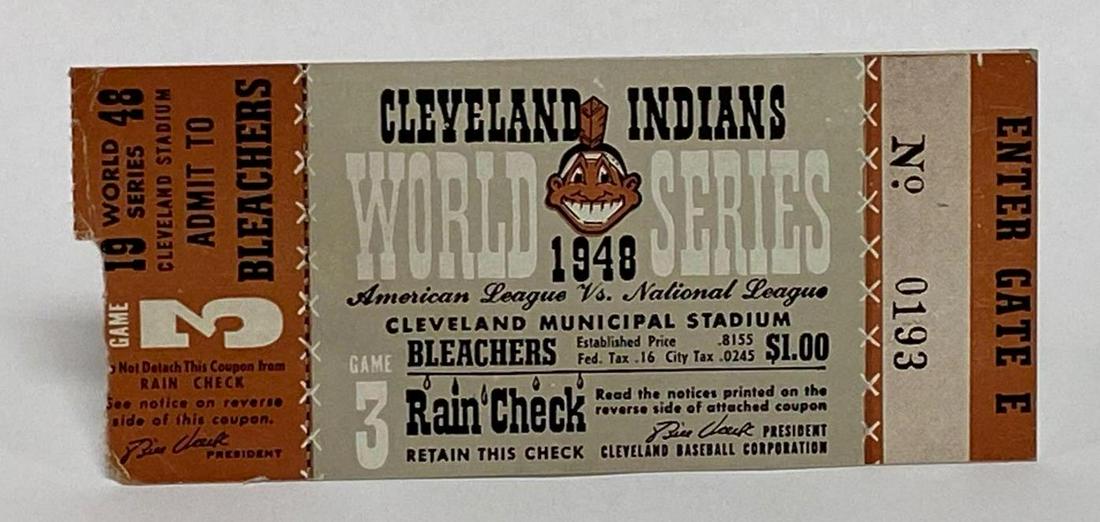 19 WORLD SERIES 48
CLEVELAND STADIUM
ADMIT TO
BLEACHERS
GAME
3
Not Detach This Coupon from
RAIN CHECK
See notice on reverse
side of this coupon.
Bill Veeck
PRESIDENT
CLEVELAND INDIANS
WORLD SERIES
1948
American League Vs. National League
CLEVELAND MUNICIPAL STADIUM
GAME
3
BLEACHERS
Established Price .8155
Fed. Tax .16 City Tax .0245
$1.00
Rain Check
RETAIN THIS CHECK
Read the notices printed on the
reverse side of attached coupon
Bill Veeck PRESIDENT
CLEVELAND BASEBALL CORPORATION
No. 0193
ENTER GATE E